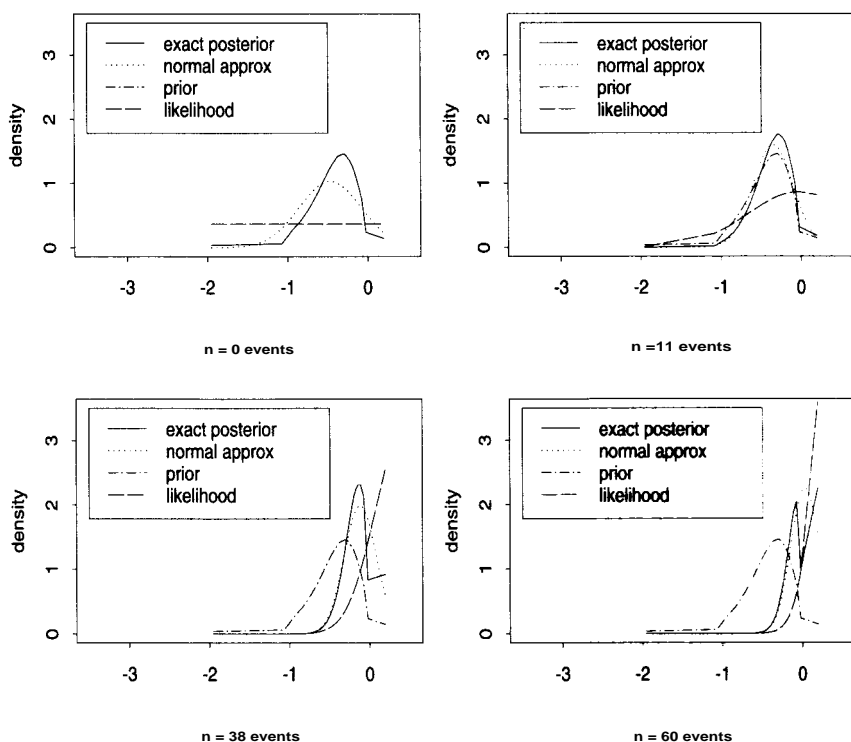 exact posterior
normal approx
prior
likelihood
density
3
2
1
0
-3 -2 -1 0
n = 0 events
exact posterior
normal approx
prior
likelihood
density
3
2
1
0
-3 -2 -1 0
n =11 events
exact posterior
normal approx
prior
likelihood
density
3
2
1
0
-3 -2 -1 0
n = 38 events
exact posterior
normal approx
prior
likelihood
density
3
2
1
0
-3 -2 -1 0
n = 60 events